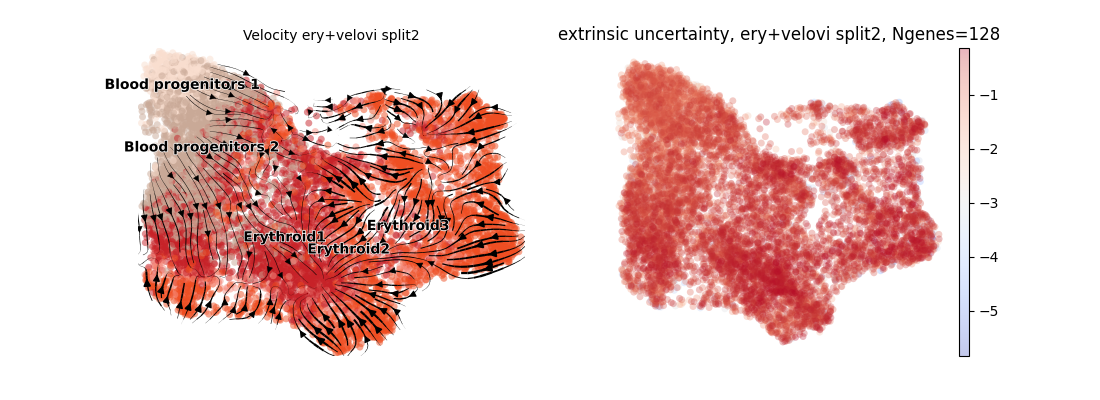 Velocity ery+velovi split2
Blood progenitors 1
Blood progenitors 2
Erythroid3
Erythroid1
Erythroid2
extrinsic uncertainty, ery+velovi split2, Ngenes=128
−1
−2
−3
−4
−5